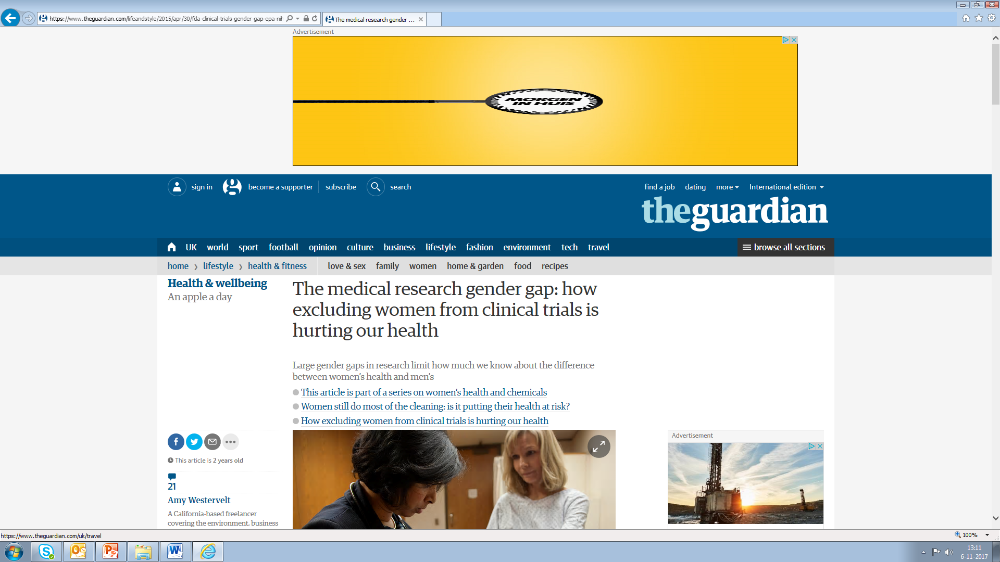 https://www.theguardian.com/lifeandstyle/2015/apr/30/fda-clinical-trials-gender-gap-epa-nih
The medical research gender ...
Advertisement
MORGEN
IN HUIS
sign in
become a supporter
subscribe
search
find a job
dating
more
International edition
theguardian
UK
world
sport
football
opinion
culture
business
lifestyle
fashion
environment
tech
travel
browse all sections
home
lifestyle
health & fitness
love & sex
family
women
home & garden
food
recipes
Health & wellbeing
An apple a day
The medical research gender gap: how
excluding women from clinical trials is
hurting our health
Large gender gaps in research limit how much we know about the difference
between women's health and men's
This article is part of a series on women's health and chemicals
Women still do most of the cleaning: is it putting their health at risk?
How excluding women from clinical trials is hurting our health
This article is 2 years old
21
Amy Westervelt
A California-based freelancer
covering the environment, business
Advertisement
https://www.theguardian.com/uk/travel
100%
13:11
6-11-2017